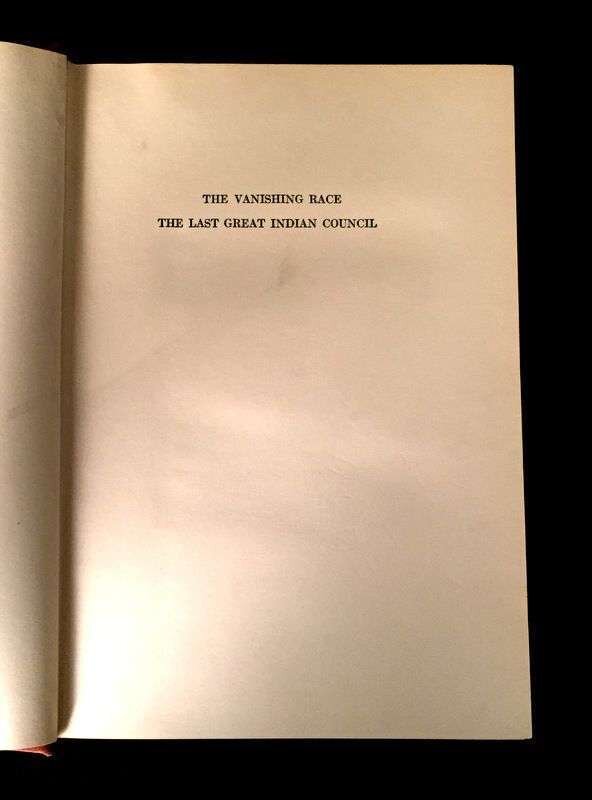 THE VANISHING RACE
THE LAST GREAT INDIAN COUNCIL